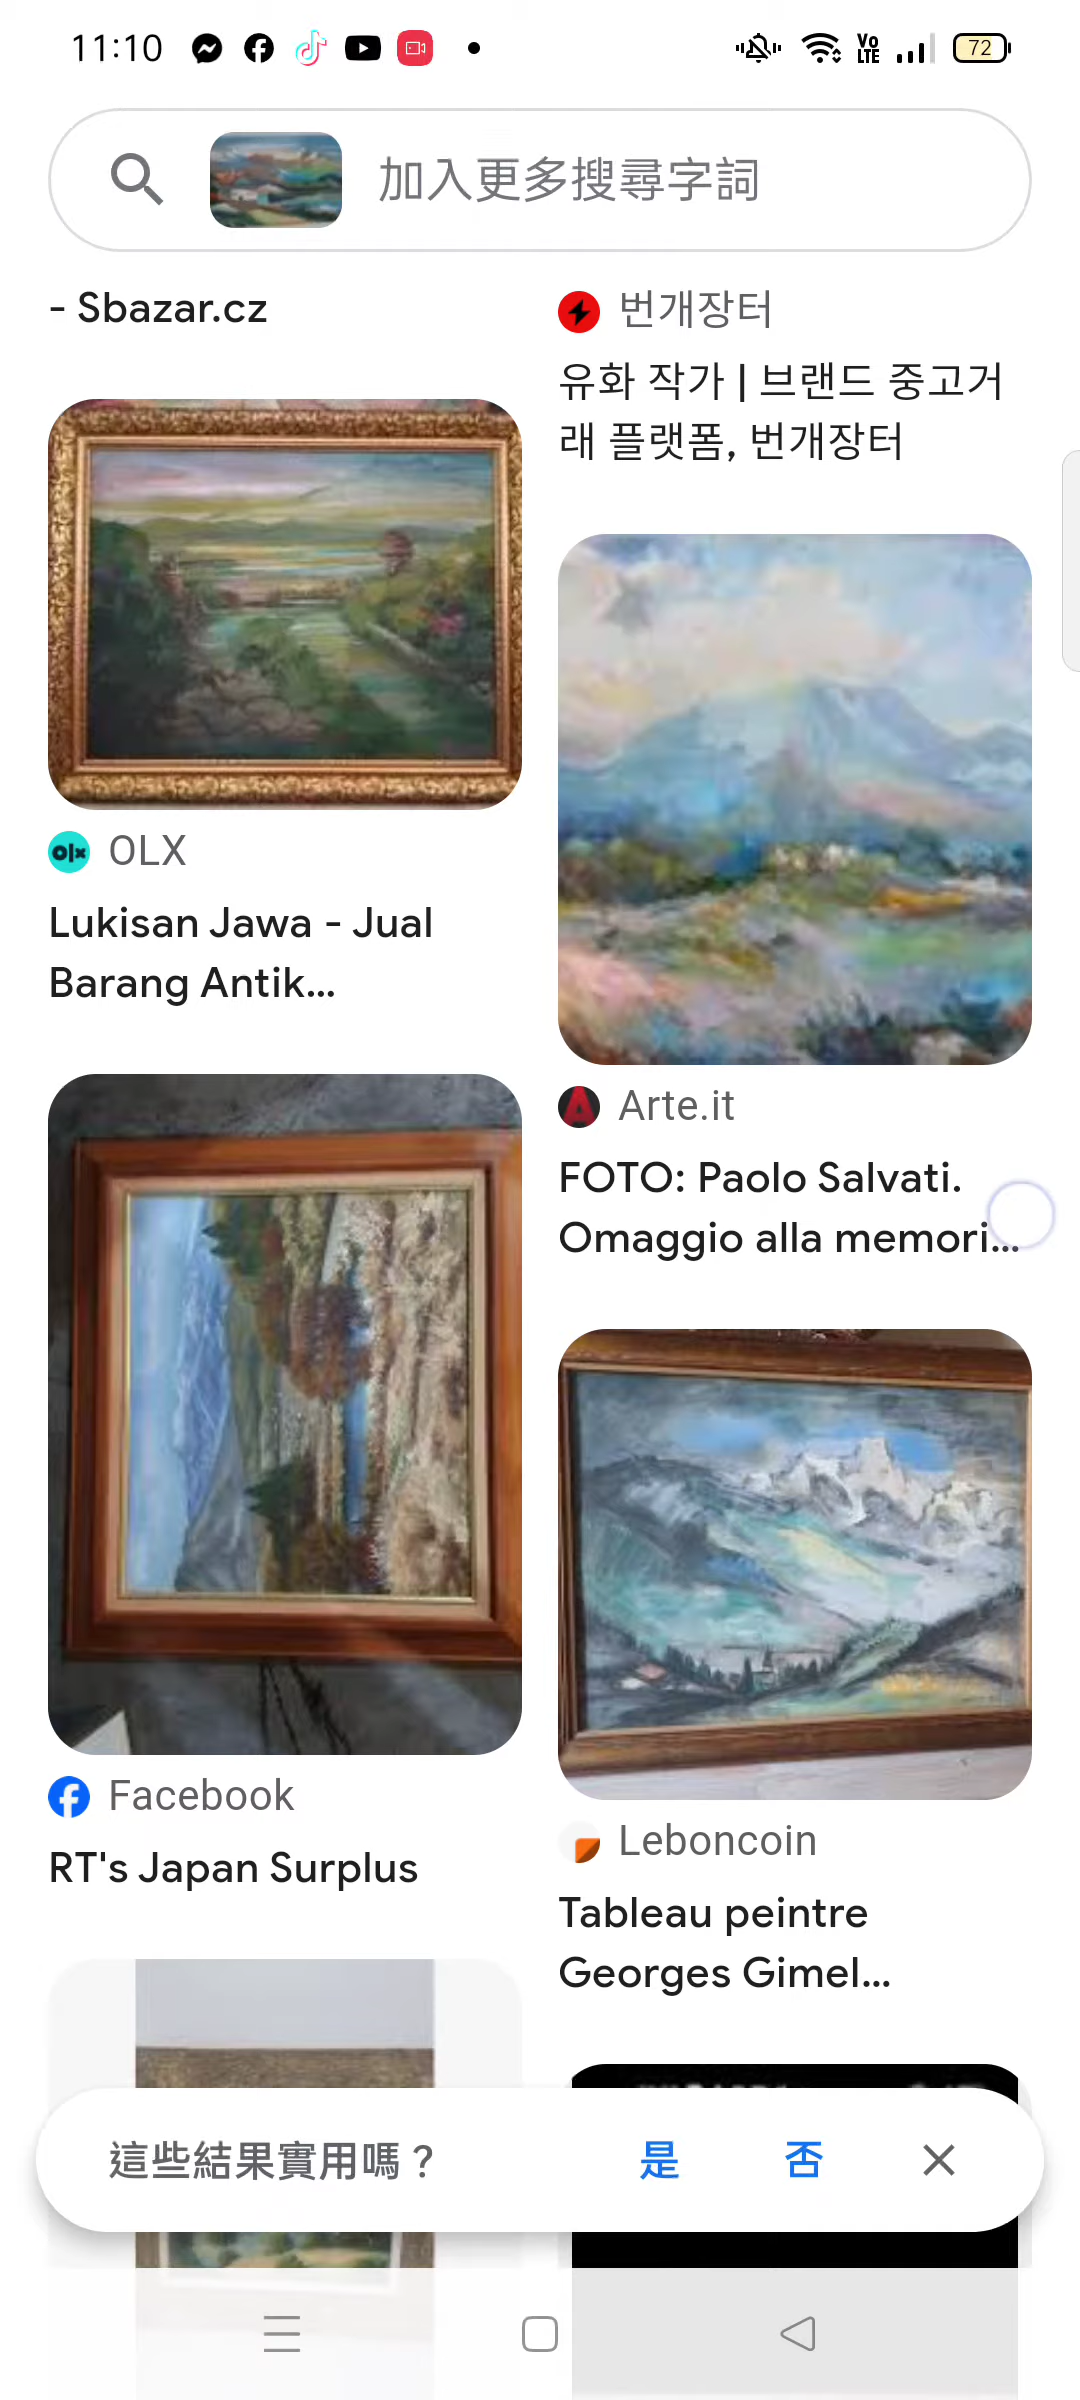 11:10
VoLTE
72
加入更多搜尋字詞
- Sbazar.cz
번개장터
유화 작가 | 브랜드 중고거
래 플랫폼, 번개장터
olx OLX
Lukisan Jawa - Jual
Barang Antik...
Arte.it
FOTO: Paolo Salvati.
Omaggio alla memori...
Facebook
RT's Japan Surplus
Leboncoin
Tableau peintre
Georges Gimel...
這些結果實用嗎？
是
否